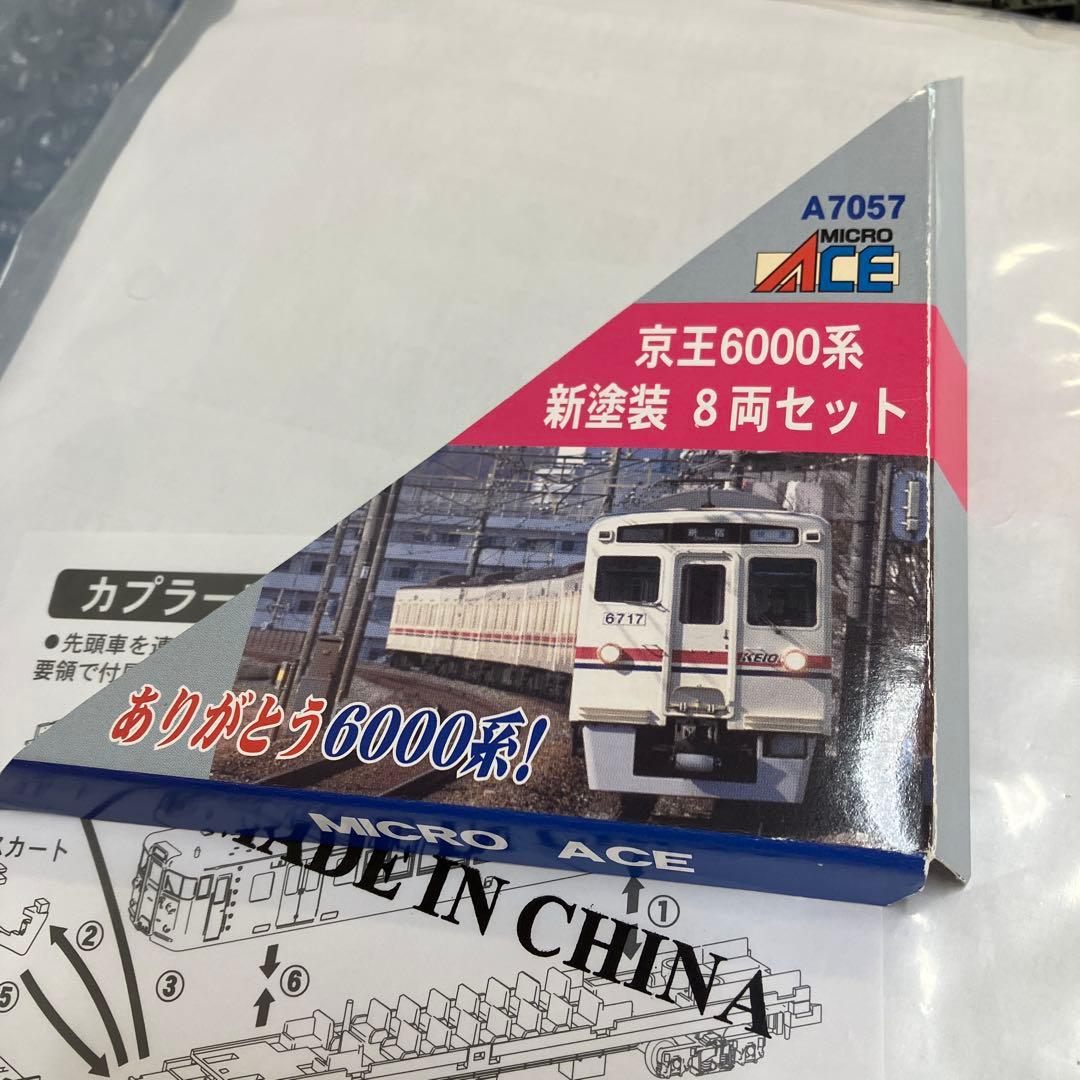 A7057
MICRO
ACE
京王6000系
新塗装 8両セット
新宿
6717
KEIO
ありがとう6000系!
MICRO ACE
カプラー
●先頭車を連
要領で付属
スカート
MADE IN CHINA
①
②
③
⑤
⑥